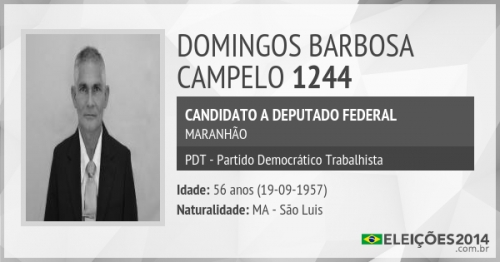 DOMINGOS BARBOSA
CAMPELO 1244
CANDIDATO A DEPUTADO FEDERAL
MARANHÃO
PDT - Partido Democrático Trabalhista
Idade: 56 anos (19-09-1957)
Naturalidade: MA - São Luis
ELEIÇÕES2014
.com.br